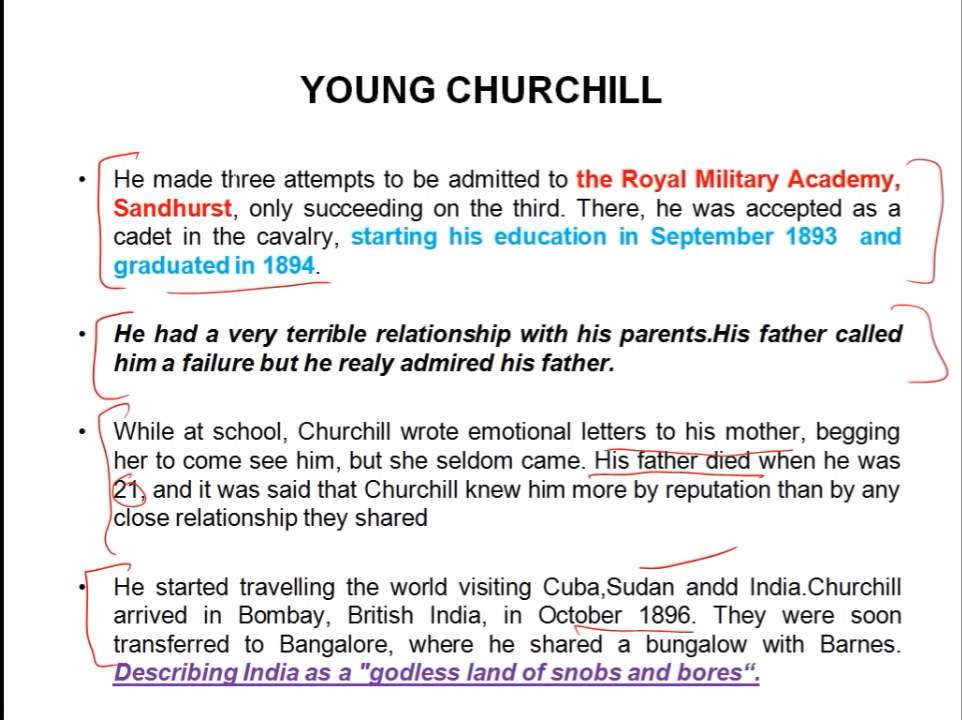 YOUNG CHURCHILL
• He made three attempts to be admitted to the Royal Military Academy,
Sandhurst, only succeeding on the third. There, he was accepted as a
cadet in the cavalry, starting his education in September 1893 and
graduated in 1894.
• He had a very terrible relationship with his parents.His father called
him a failure but he realy admired his father.
• While at school, Churchill wrote emotional letters to his mother, begging
her to come see him, but she seldom came. His father died when he was
21, and it was said that Churchill knew him more by reputation than by any
close relationship they shared
• He started travelling the world visiting Cuba,Sudan andd India.Churchill
arrived in Bombay, British India, in October 1896. They were soon
transferred to Bangalore, where he shared a bungalow with Barnes.
Describing India as a "godless land of snobs and bores“.